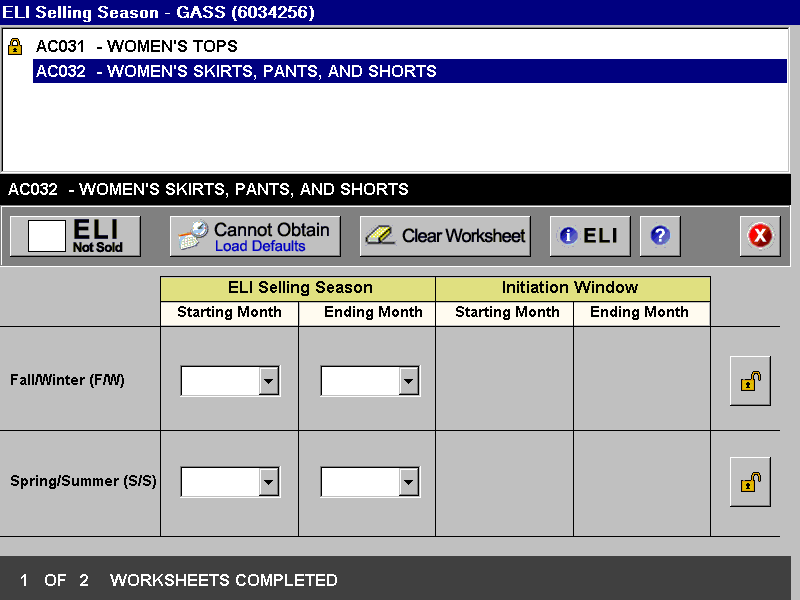 ELI Selling Season - GASS (6034256)
AC031 - WOMEN'S TOPS
AC032 - WOMEN'S SKIRTS, PANTS, AND SHORTS
AC032 - WOMEN'S SKIRTS, PANTS, AND SHORTS
ELI
Not Sold
Cannot Obtain
Load Defaults
Clear Worksheet
i ELI
?
X
ELI Selling Season Initiation Window
Starting Month Ending Month Starting Month Ending Month
Fall/Winter (F/W)
Spring/Summer (S/S)
1 OF 2 WORKSHEETS COMPLETED